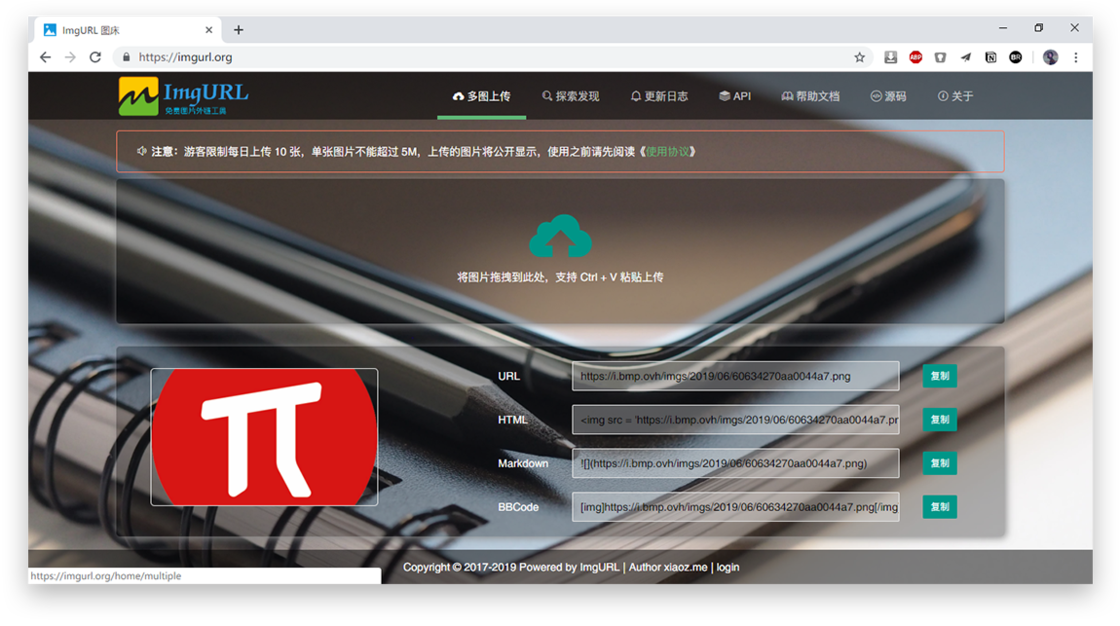 ImgURL 图床
https://imgurl.org
ABP
BR
ImgURL
免费图片外链工具
多图上传 探索发现 更新日志 API 帮助文档 源码 关于
注意：游客限制每日上传 10 张，单张图片不能超过 5M，上传的图片将公开显示，使用之前请先阅读《使用协议》
将图片拖拽到此处，支持 Ctrl + V 粘贴上传
URL https://i.bmp.ovh/imgs/2019/06/60634270aa0044a7.png 复制
HTML <img src = 'https://i.bmp.ovh/imgs/2019/06/60634270aa0044a7.pr 复制
Markdown ![](https://i.bmp.ovh/imgs/2019/06/60634270aa0044a7.png) 复制
BBCode [img]https://i.bmp.ovh/imgs/2019/06/60634270aa0044a7.png[/img 复制
Copyright © 2017-2019 Powered by ImgURL | Author xiaoz.me | login
https://imgurl.org/home/multiple